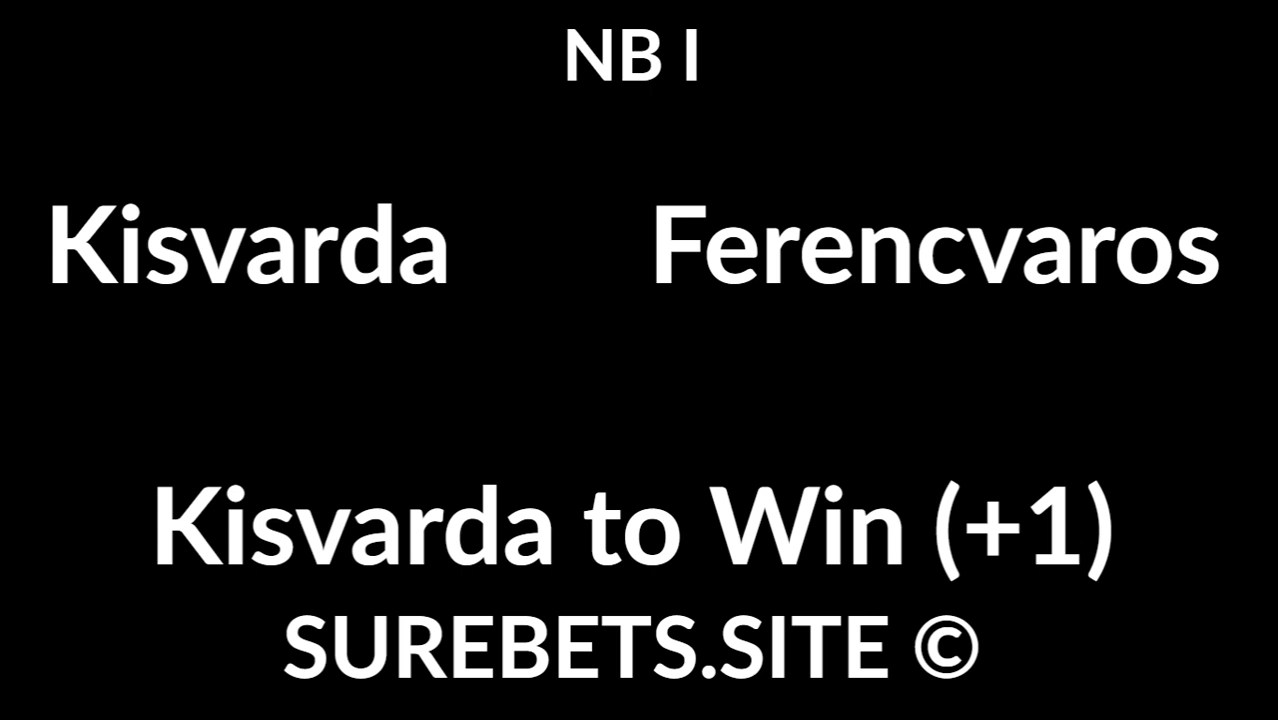 NB I
Kisvarda Ferencvaros
Kisvarda to Win (+1)
SUREBETS.SITE ©